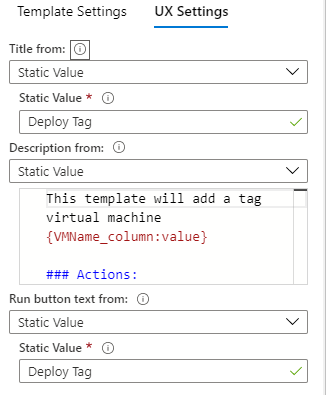 Template Settings UX Settings
Title from:
Static Value
Static Value *
Deploy Tag
Description from:
Static Value
This template will add a tag
virtual machine
{VMName_column:value}
### Actions:
Run button text from:
Static Value
Static Value *
Deploy Tag